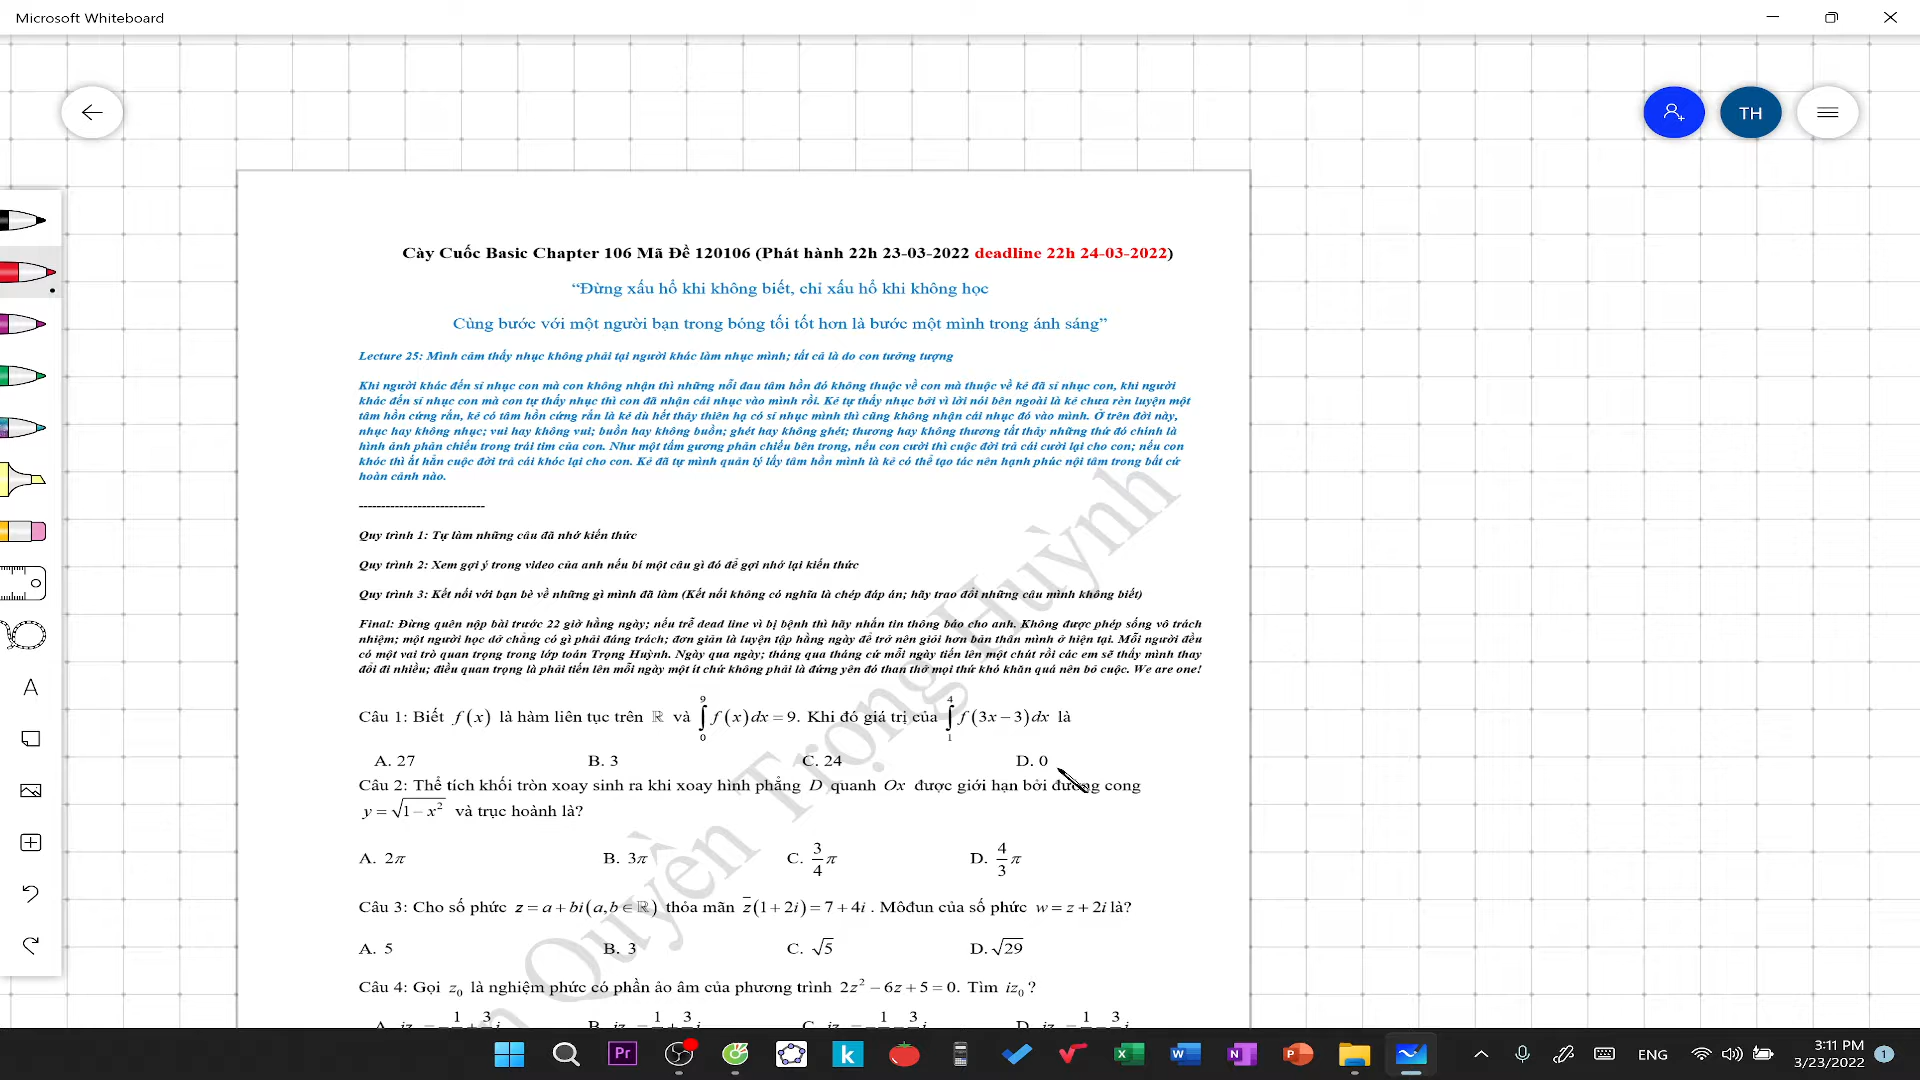 Microsoft Whiteboard
TH
Cày Cuốc Basic Chapter 106 Mã Đề 120106 (Phát hành 22h 23-03-2022 deadline 22h 24-03-2022)
“Đừng xấu hổ khi không biết, chỉ xấu hổ khi không học
Cùng bước với một người bạn trong bóng tối tốt hơn là bước một mình trong ánh sáng”
Lecture 25: Mình cảm thấy nhục không phải tại người khác làm nhục mình; tất cả là do con tưởng tượng
Khi người khác đến sỉ nhục con mà con không nhận thì những nỗi đau tâm hồn đó không thuộc về con mà thuộc về kẻ đã sỉ nhục con, khi người
khác đến sỉ nhục con mà con tự thấy nhục thì con đã nhận cái nhục vào mình rồi. Kẻ tự thấy nhục bởi vì lời nói bên ngoài là kẻ chưa rèn luyện một
tâm hồn cứng rắn, kẻ có tâm hồn cứng rắn là kẻ dù hết thảy thiên hạ có sỉ nhục mình thì cũng không nhận cái nhục đó vào mình. Ở trên đời này,
nhục hay không nhục; vui hay không vui; buồn hay không buồn; ghét hay không ghét; thương hay không thương tất thảy những thứ đó chính là
hình ảnh phản chiếu trong trái tim của con. Như một tấm gương phản chiếu bên trong, nếu con cười thì cuộc đời trả cái cười lại cho con; nếu con
khóc thì ắt hẳn cuộc đời trả cái khóc lại cho con. Kẻ đã tự mình quản lý lấy tâm hồn mình là kẻ có thể tạo tác nên hạnh phúc nội tâm trong bất cứ
hoàn cảnh nào.
----------------------------
Quy trình 1: Tự làm những câu đã nhớ kiến thức
Quy trình 2: Xem gợi ý trong video của anh nếu bí một câu gì đó để gợi nhớ lại kiến thức
Quy trình 3: Kết nối với bạn bè về những gì mình đã làm (Kết nối không có nghĩa là chép đáp án; hãy trao đổi những câu mình không biết)
Final: Đừng quên nộp bài trước 22 giờ hằng ngày; nếu trễ dead line vì bị bệnh thì hãy nhắn tin thông báo cho anh. Không được phép sống vô trách
nhiệm; một người học dở chẳng có gì phải đáng trách; đơn giản là luyện tập hằng ngày để trở nên giỏi hơn bản thân mình ở hiện tại. Mỗi người đều
có một vai trò quan trọng trong lớp toán Trọng Huỳnh. Ngày qua ngày; tháng qua tháng cứ mỗi ngày tiến lên một chút rồi các em sẽ thấy mình thay
đổi đi nhiều; điều quan trọng là phải tiến lên mỗi ngày một ít chứ không phải là đứng yên đó than thở mọi thứ khó khăn quá nên bỏ cuộc. We are one!
Câu 1: Biết f(x) là hàm liên tục trên ℝ và ∫₀⁹ f(x)dx = 9. Khi đó giá trị của ∫₁⁴ f(3x − 3)dx là
A. 27 B. 3 C. 24 D. 0
Câu 2: Thể tích khối tròn xoay sinh ra khi xoay hình phẳng D quanh Ox được giới hạn bởi đường cong
y = √(1 − x²) và trục hoành là?
A. 2π B. 3π C. 3/4 π D. 4/3 π
Câu 3: Cho số phức z = a + bi (a, b ∈ ℝ) thỏa mãn z̅(1 + 2i) = 7 + 4i. Môđun của số phức w = z + 2i là?
A. 5 B. 3 C. √5 D. √29
Câu 4: Gọi z₀ là nghiệm phức có phần ảo âm của phương trình 2z² − 6z + 5 = 0. Tìm iz₀?
Quyền Trọng Huỳnh
ENG
3:11 PM
3/23/2022
1